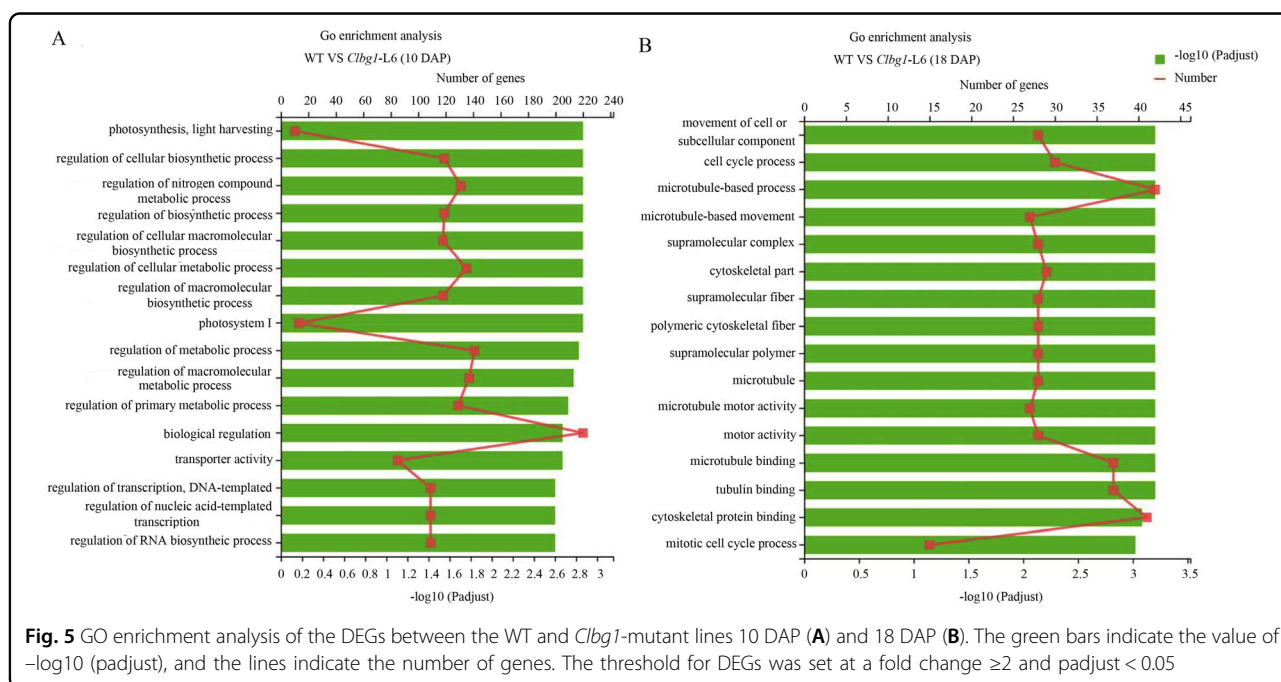 A
Go enrichment analysis
WT VS Clbg1-L6 (10 DAP)
Number of genes
0 20 40 60 80 100 120 140 160 180 200 220 240
photosynthesis, light harvesting
regulation of cellular biosynthetic process
regulation of nitrogen compound
metabolic process
regulation of biosynthetic process
regulation of cellular macromolecular
biosynthetic process
regulation of cellular metabolic process
regulation of macromolecular
biosynthetic process
photosystem I
regulation of metabolic process
regulation of macromolecular
metabolic process
regulation of primary metabolic process
biological regulation
transporter activity
regulation of transcription, DNA-templated
regulation of nucleic acid-templated
transcription
regulation of RNA biosyntheic process
0 0.2 0.4 0.6 0.8 1 1.2 1.4 1.6 1.8 2 2.2 2.4 2.6 2.8 3
-log10 (Padjust)
B
Go enrichment analysis
WT VS Clbg1-L6 (18 DAP)
-log10 (Padjust)
Number
Number of genes
0 5 10 15 20 25 30 35 40 45
movement of cell or
subcellular component
cell cycle process
microtubule-based process
microtubule-based movement
supramolecular complex
cytoskeletal part
supramolecular fiber
polymeric cytoskeletal fiber
supramolecular polymer
microtubule
microtubule motor activity
motor activity
microtubule binding
tubulin binding
cytoskeletal protein binding
mitotic cell cycle process
0 0.5 1 1.5 2 2.5 3 3.5
-log10 (Padjust)
Fig. 5 GO enrichment analysis of the DEGs between the WT and Clbg1-mutant lines 10 DAP (A) and 18 DAP (B). The green bars indicate the value of
–log10 (padjust), and the lines indicate the number of genes. The threshold for DEGs was set at a fold change ≥2 and padjust < 0.05